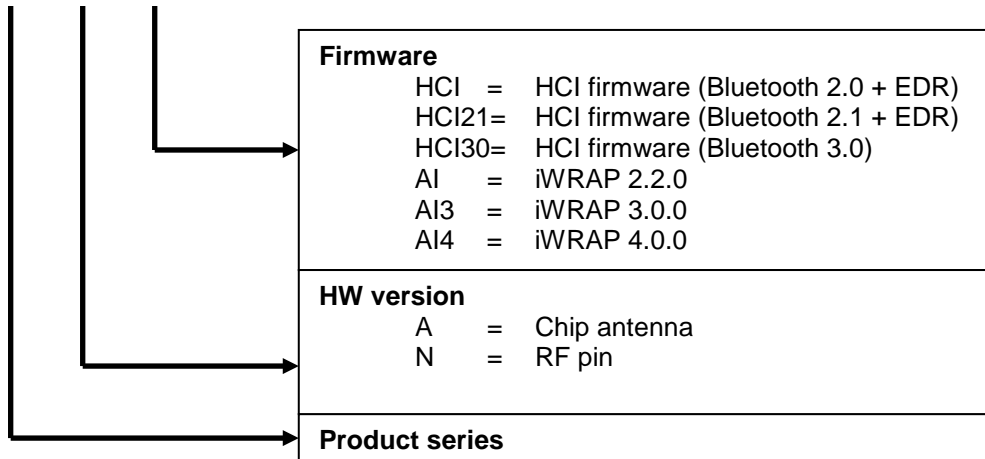 Firmware
HCI = HCI firmware (Bluetooth 2.0 + EDR)
HCI21= HCI firmware (Bluetooth 2.1 + EDR)
HCI30= HCI firmware (Bluetooth 3.0)
AI = iWRAP 2.2.0
AI3 = iWRAP 3.0.0
AI4 = iWRAP 4.0.0
HW version
A = Chip antenna
N = RF pin
Product series